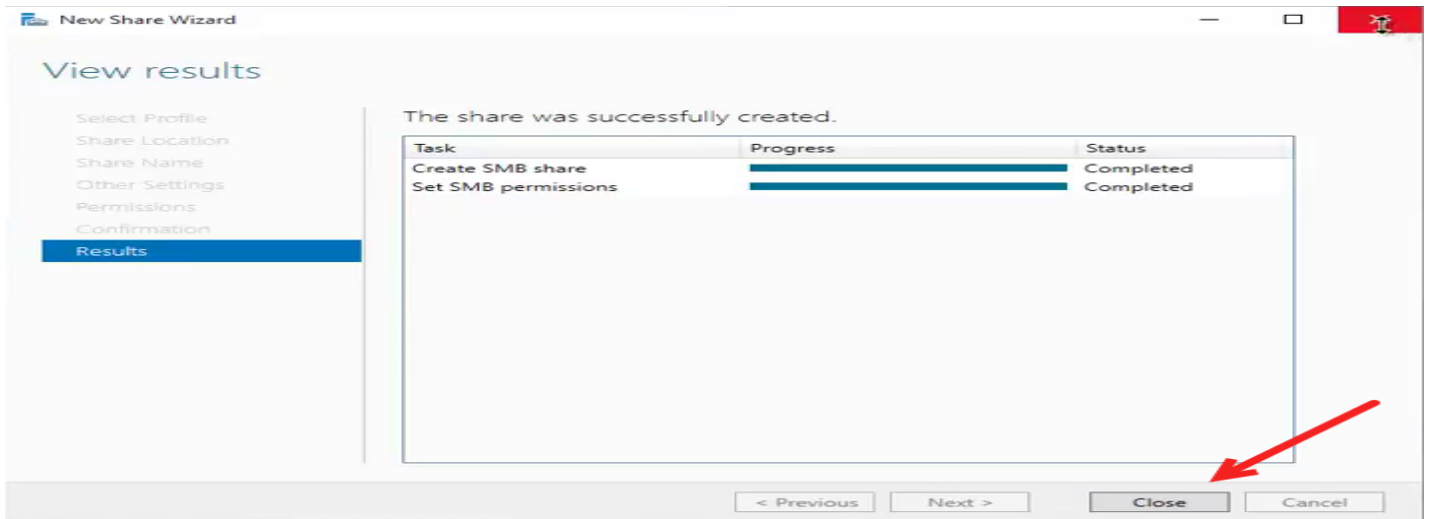 New Share Wizard
View results
Select Profile
Share Location
Share Name
Other Settings
Permissions
Confirmation
Results
The share was successfully created.
Task Progress Status
Create SMB share Completed
Set SMB permissions Completed
< Previous Next > Close Cancel